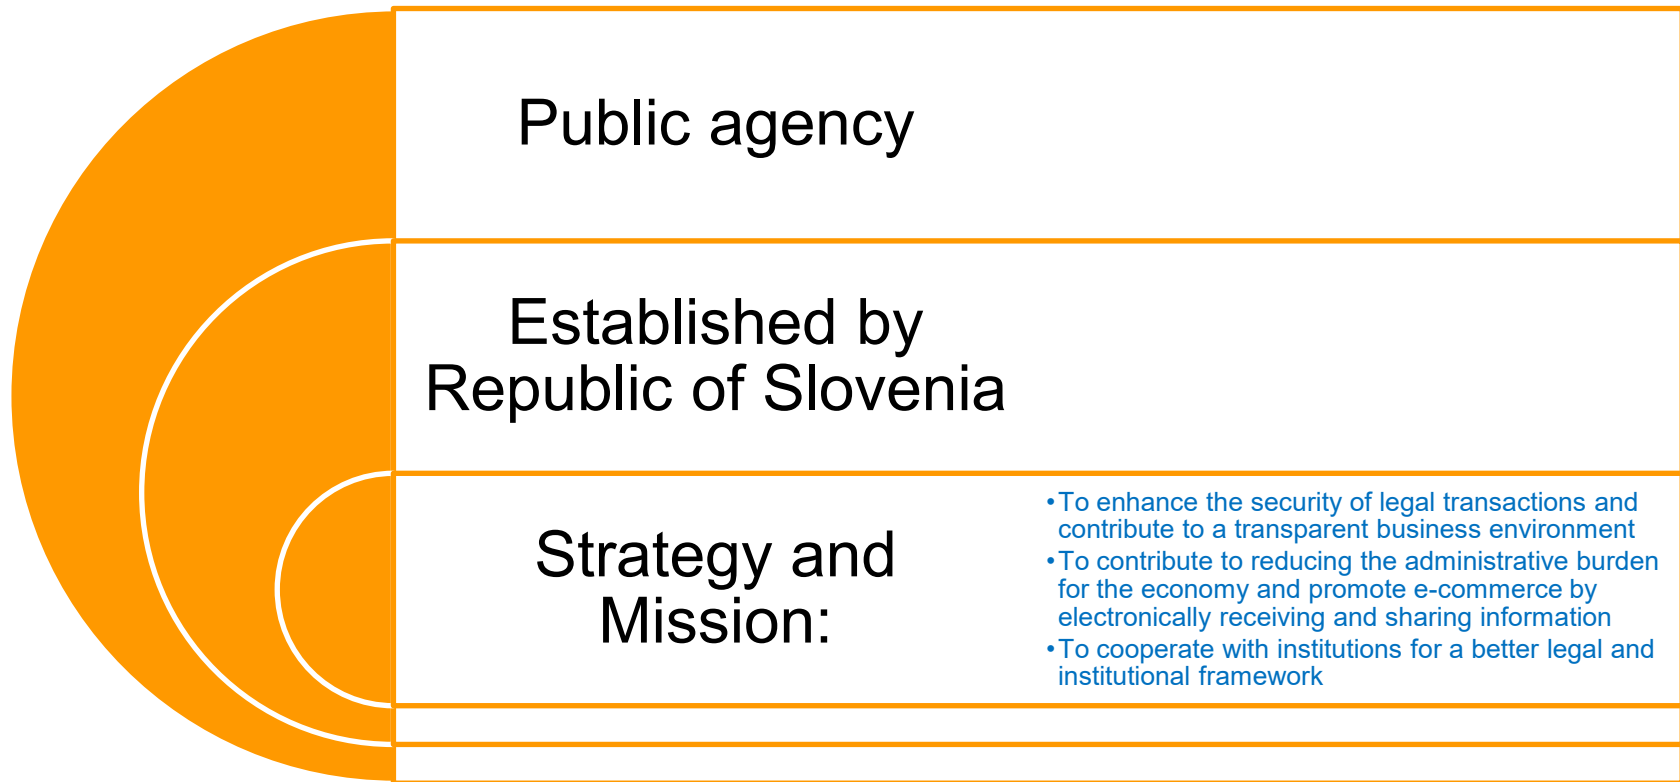 Public agency
Established by
Republic of Slovenia
Strategy and
Mission:
•To enhance the security of legal transactions and
contribute to a transparent business environment
•To contribute to reducing the administrative burden
for the economy and promote e-commerce by
electronically receiving and sharing information
•To cooperate with institutions for a better legal and
institutional framework